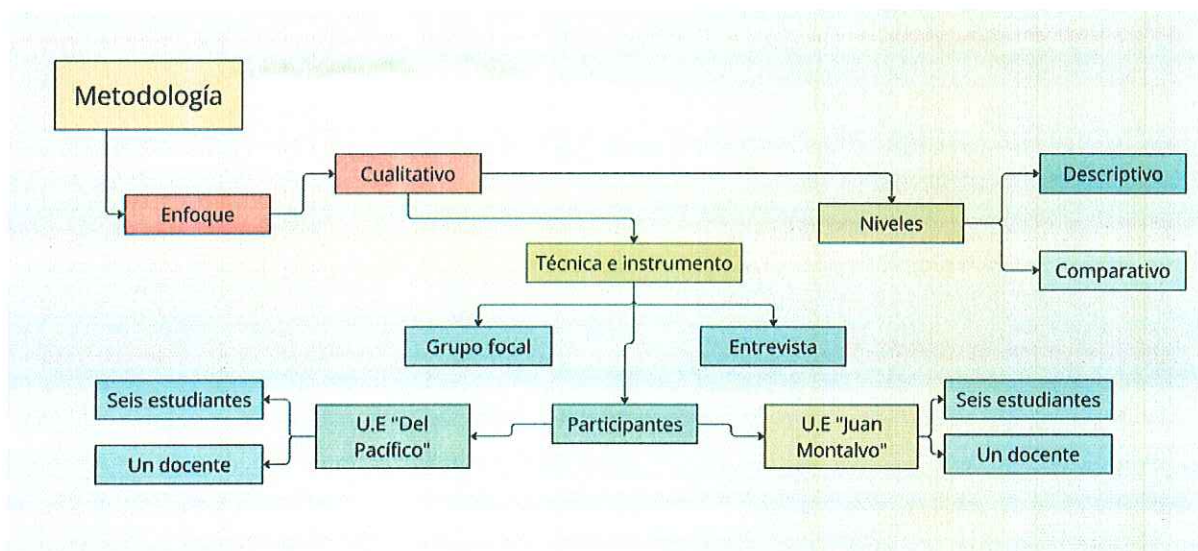 Metodología
Cualitativo
Descriptivo
Enfoque
Niveles
Técnica e instrumento
Comparativo
Grupo focal
Entrevista
Seis estudiantes
Un docente
U.E "Del
Pacífico"
Participantes
U.E "Juan
Montalvo"
Seis estudiantes
Un docente